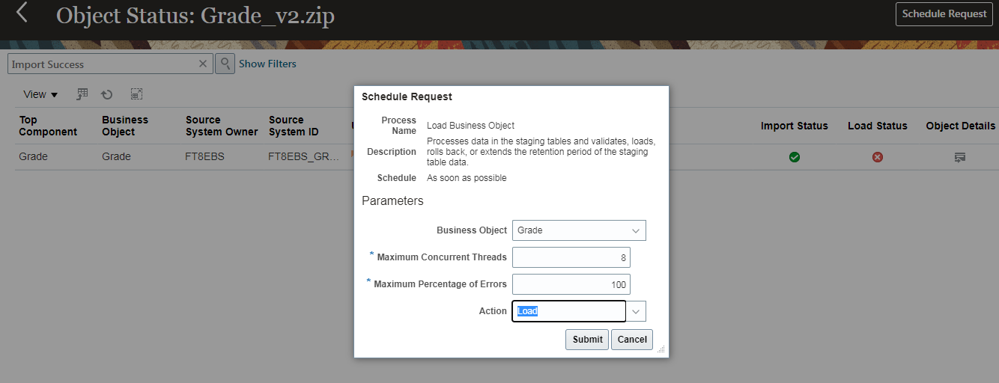 Object Status: Grade_v2.zip
Schedule Request
Import Success
Show Filters
View
Top Component
Business Object
Source System Owner
Source System ID
Import Status
Load Status
Object Details
Grade
Grade
FT8EBS
FT8EBS_GR...
Schedule Request
Process Name
Load Business Object
Description
Processes data in the staging tables and validates, loads,
rolls back, or extends the retention period of the staging
table data.
Schedule
As soon as possible
Parameters
Business Object
Grade
* Maximum Concurrent Threads
8
* Maximum Percentage of Errors
100
Action
Load
Submit
Cancel